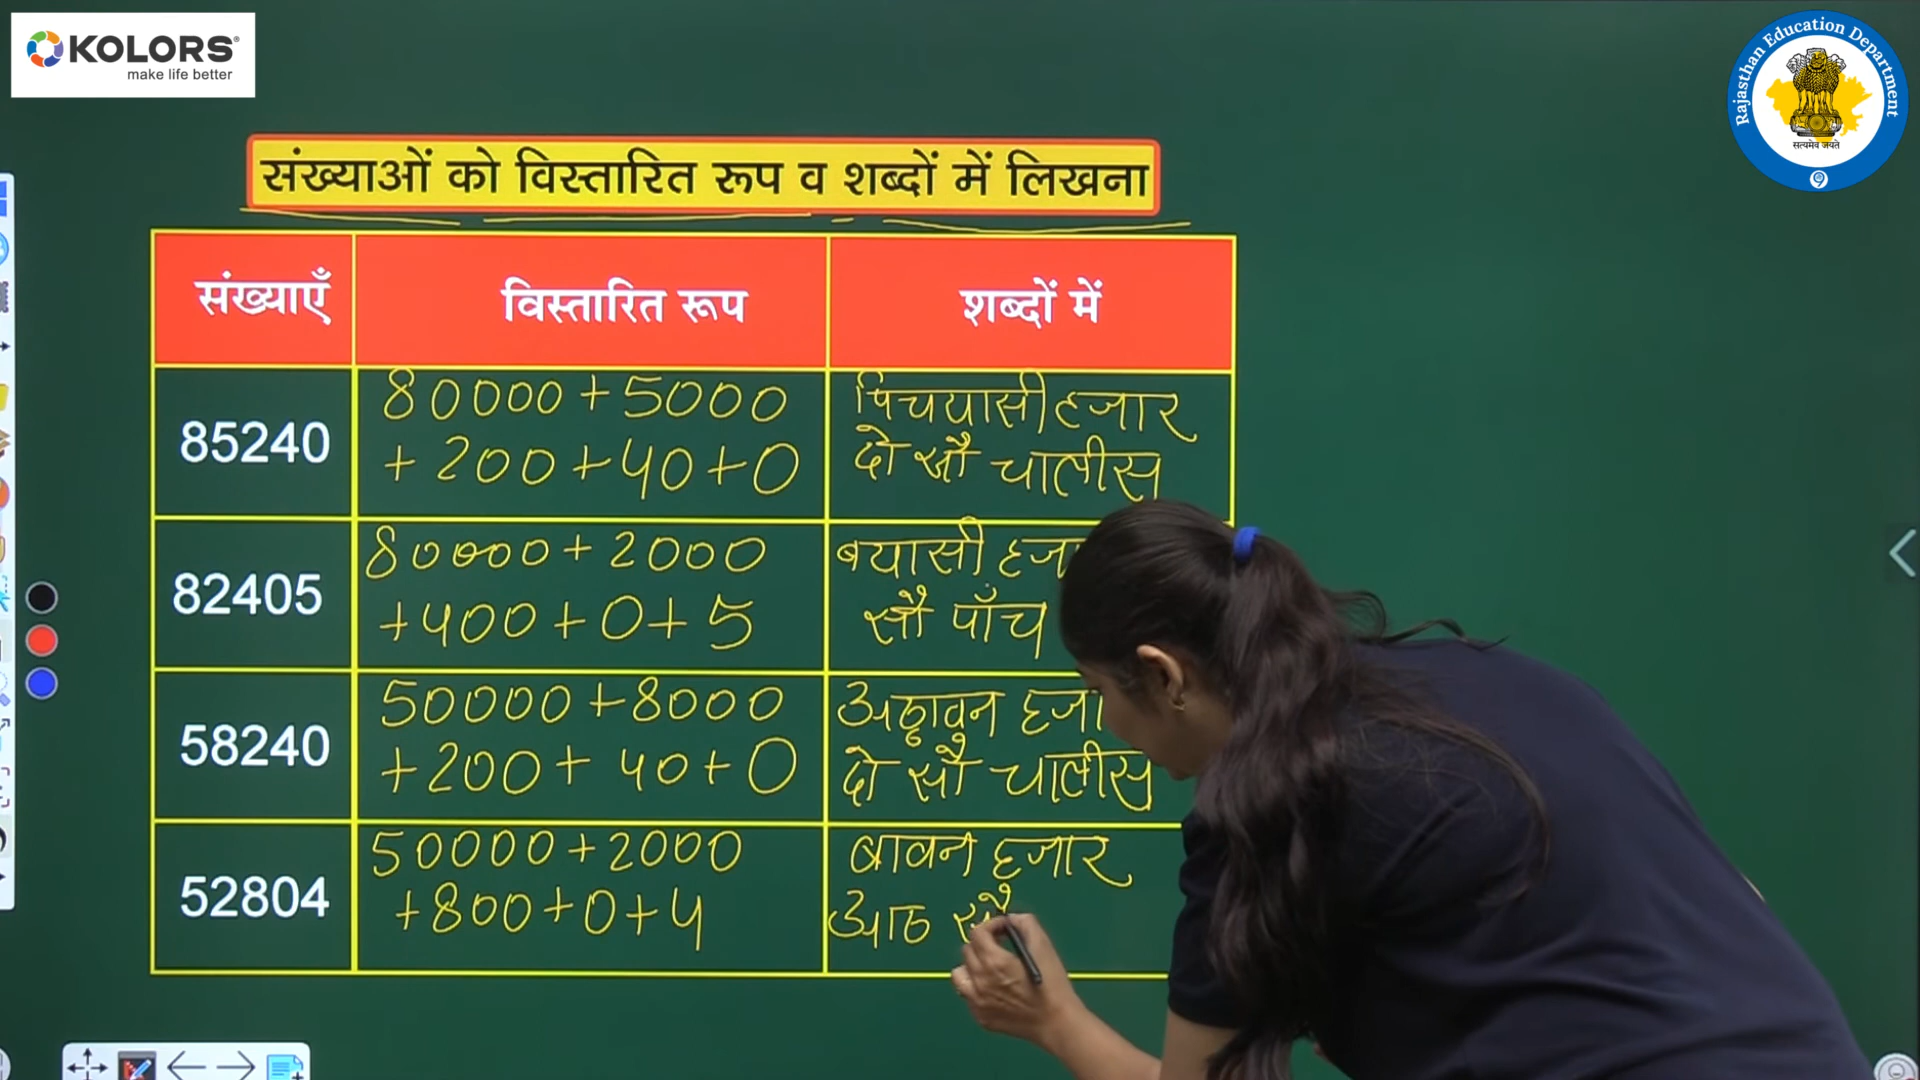 KOLORS
make life better
Rajasthan Education Department
सत्यमेव जयते
संख्याओं को विस्तारित रूप व शब्दों में लिखना
संख्याएँ विस्तारित रूप शब्दों में
85240
80000+5000
+200+40+0
पिचयासी हजार
दो सौ चालीस
82405
80000+2000
+400+0+5
बयासी
सौ पाँच
58240
50000+8000
+200+40+0
अट्ठावन
दो सौ चालीस
52804
50000+2000
+800+0+4
बावन हजार
आठ सौ